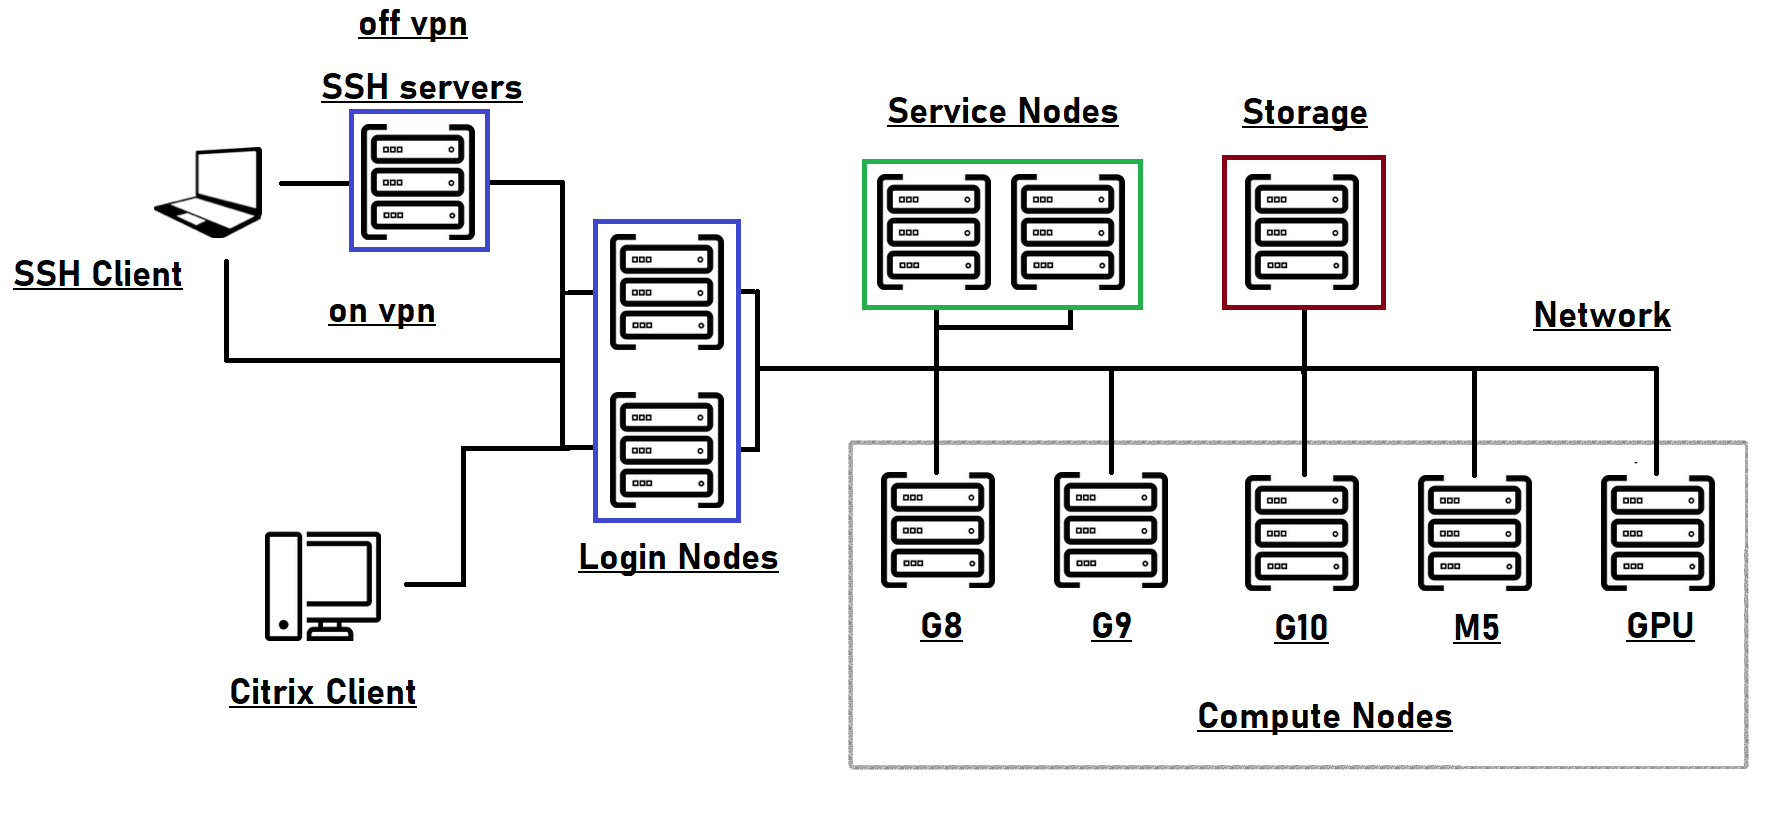 off vpn
SSH servers
Service Nodes
Storage
SSH Client
on vpn
Network
Login Nodes
G8
G9
G10
M5
GPU
Citrix Client
Compute Nodes